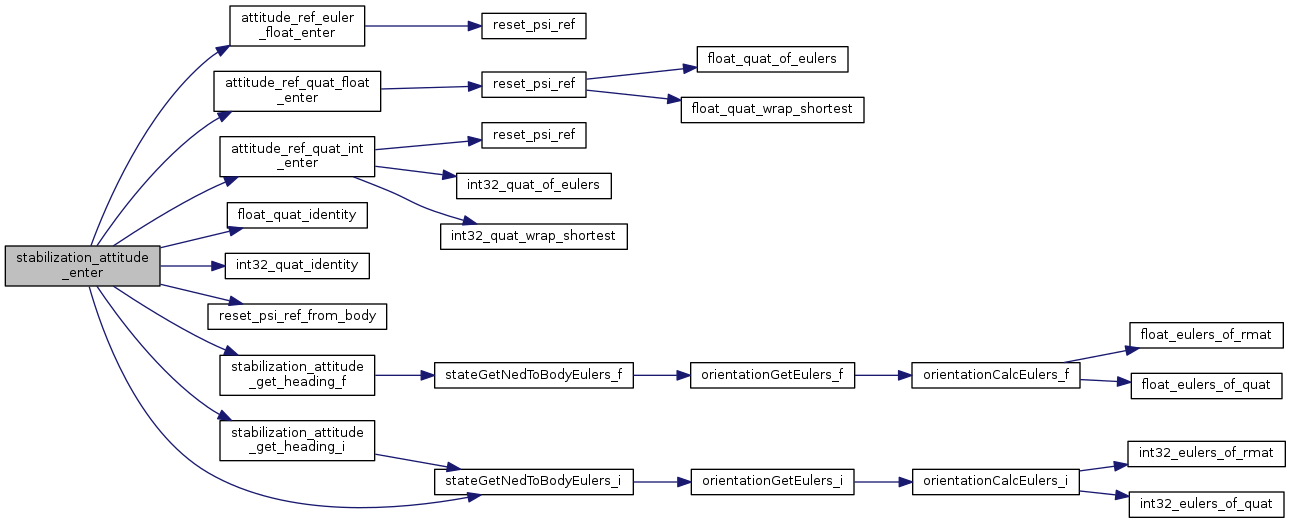 attitude_ref_euler
_float_enter
reset_psi_ref
float_quat_of_eulers
attitude_ref_quat_float
_enter
reset_psi_ref
float_quat_wrap_shortest
attitude_ref_quat_int
_enter
reset_psi_ref
int32_quat_of_eulers
int32_quat_wrap_shortest
float_quat_identity
stabilization_attitude
_enter
int32_quat_identity
reset_psi_ref_from_body
stabilization_attitude
_get_heading_f
stateGetNedToBodyEulers_f
orientationGetEulers_f
orientationCalcEulers_f
float_eulers_of_rmat
float_eulers_of_quat
stabilization_attitude
_get_heading_i
stateGetNedToBodyEulers_i
orientationGetEulers_i
orientationCalcEulers_i
int32_eulers_of_rmat
int32_eulers_of_quat